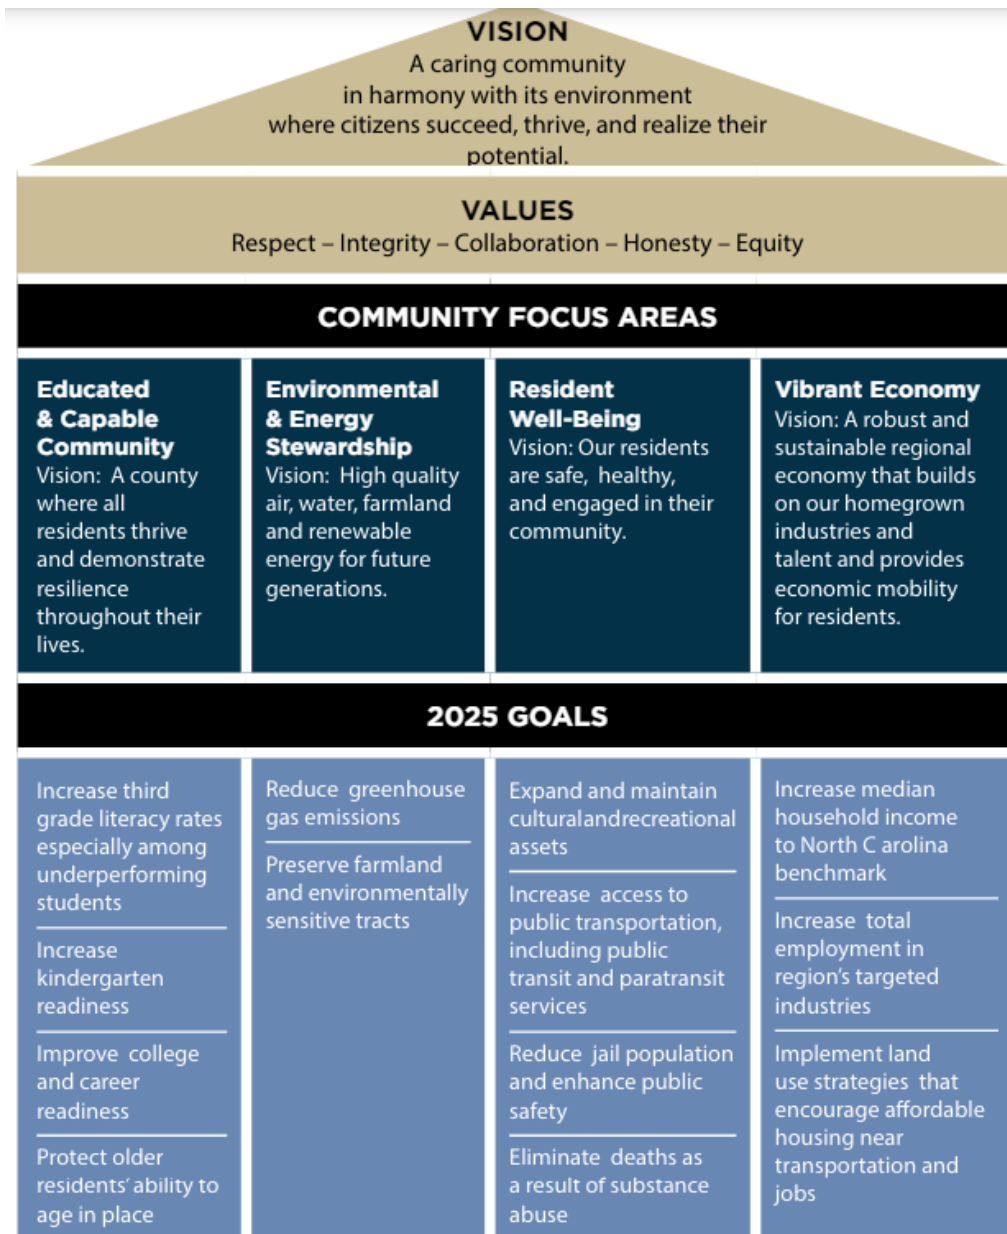 VISION
A caring community
in harmony with its environment
where citizens succeed, thrive, and realize their
potential.
VALUES
Respect – Integrity – Collaboration – Honesty – Equity
COMMUNITY FOCUS AREAS
Educated
& Capable
Community
Vision: A county
where all
residents thrive
and demonstrate
resilience
throughout their
lives.
Environmental
& Energy
Stewardship
Vision: High quality
air, water, farmland
and renewable
energy for future
generations.
Resident
Well-Being
Vision: Our residents
are safe, healthy,
and engaged in their
community.
Vibrant Economy
Vision: A robust and
sustainable regional
economy that builds
on our homegrown
industries and
talent and provides
economic mobility
for residents.
2025 GOALS
Increase third
grade literacy rates
especially among
underperforming
students
Increase
kindergarten
readiness
Improve college
and career
readiness
Protect older
residents’ ability to
age in place
Reduce greenhouse
gas emissions
Preserve farmland
and environmentally
sensitive tracts
Expand and maintain
culturalandrecreational
assets
Increase access to
public transportation,
including public
transit and paratransit
services
Reduce jail population
and enhance public
safety
Eliminate deaths as
a result of substance
abuse
Increase median
household income
to North C arolina
benchmark
Increase total
employment in
region’s targeted
industries
Implement land
use strategies that
encourage affordable
housing near
transportation and
jobs